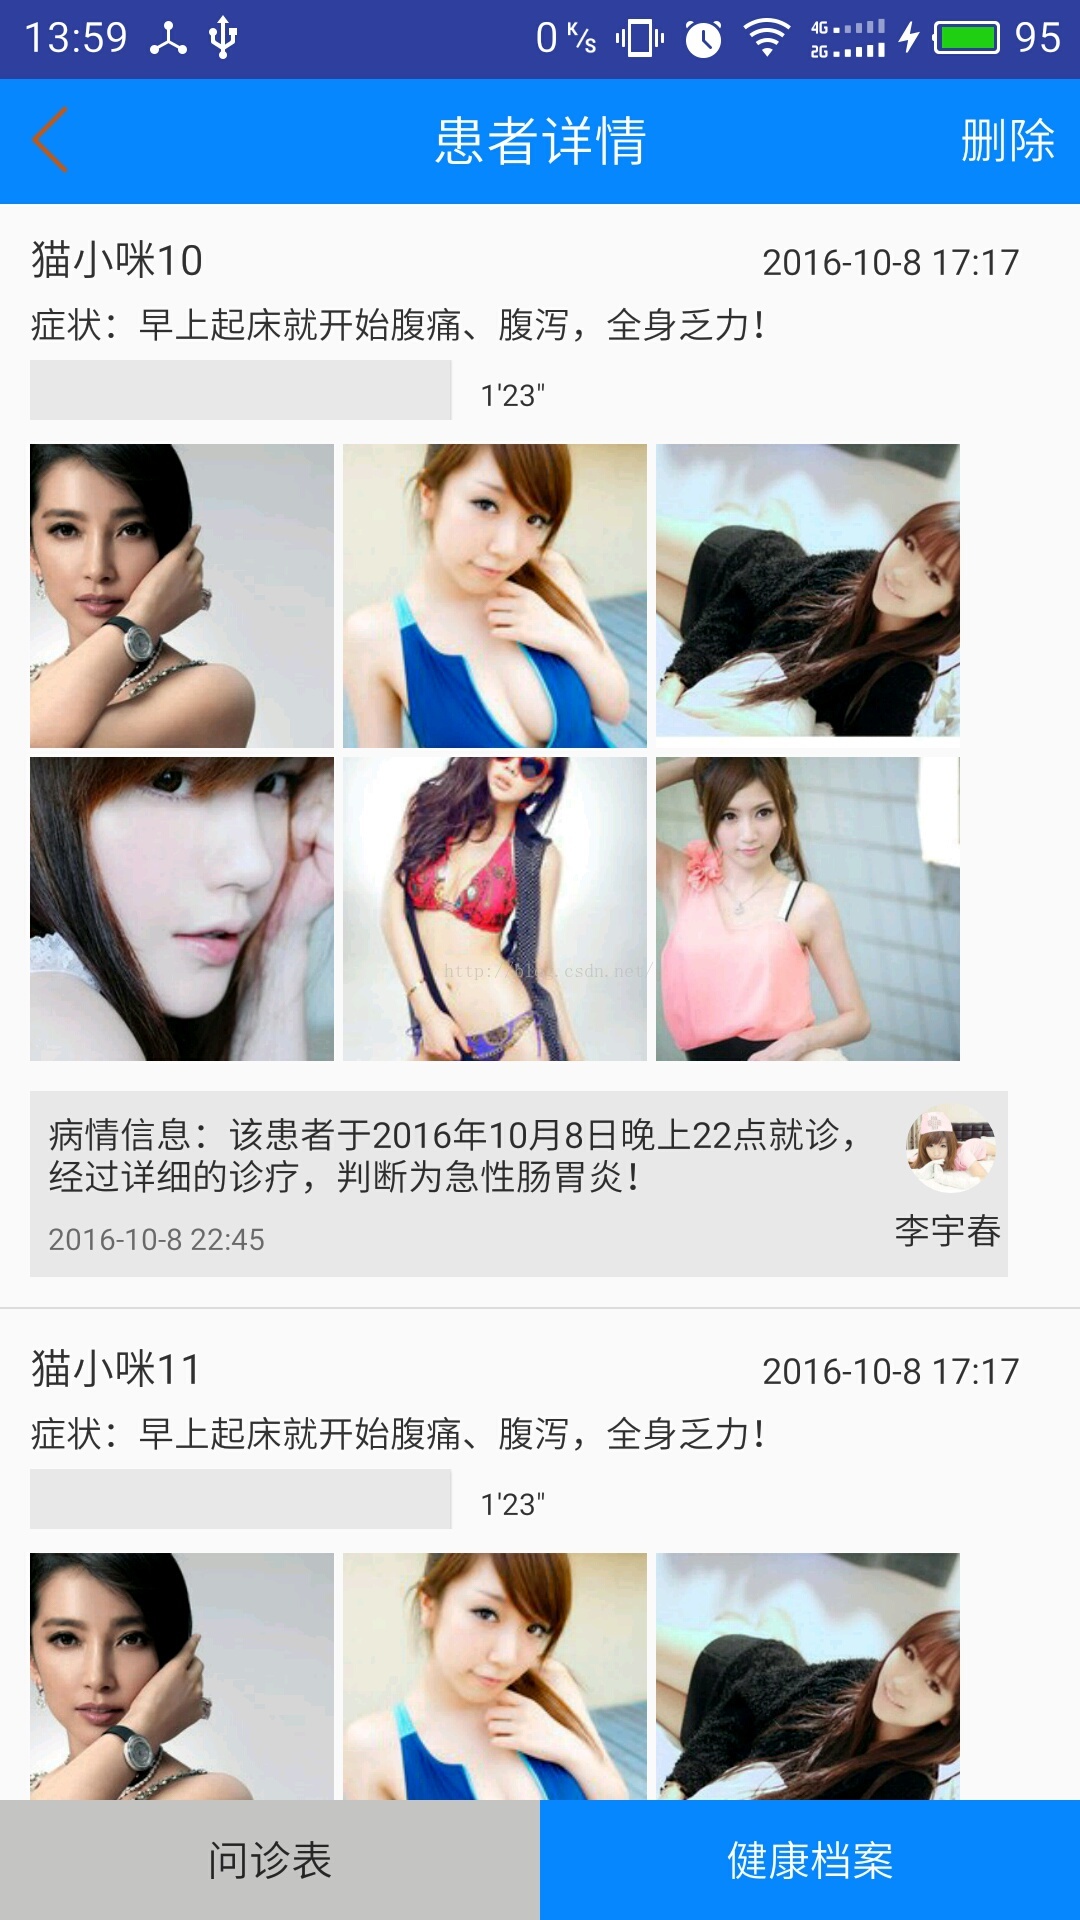 13:59 0 K/s 4G 2G 95
患者详情 删除
猫小咪10 2016-10-8 17:17
症状：早上起床就开始腹痛、腹泻，全身乏力！
1'23"
http://blog.csdn.net/
病情信息：该患者于2016年10月8日晚上22点就诊，
经过详细的诊疗，判断为急性肠胃炎！
2016-10-8 22:45 李宇春
猫小咪11 2016-10-8 17:17
症状：早上起床就开始腹痛、腹泻，全身乏力！
1'23"
问诊表 健康档案